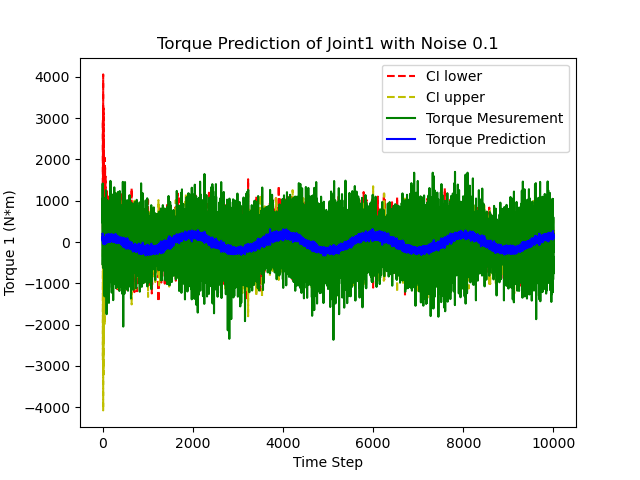 Torque Prediction of Joint1 with Noise 0.1
CI lower
CI upper
Torque Mesurement
Torque Prediction
Torque 1 (N*m)
4000
3000
2000
1000
0
−1000
−2000
−3000
−4000
0
2000
4000
6000
8000
10000
Time Step